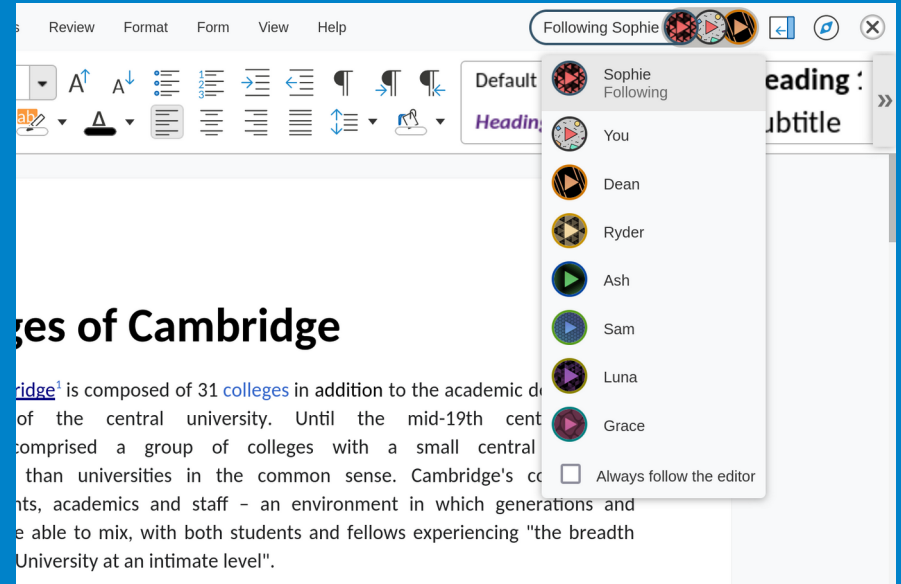 s Review Format Form View Help Following Sophie
Default
Heading
eading
ubtitle
Sophie
Following
You
Dean
Ryder
Ash
Sam
Luna
Grace
Always follow the editor
ges of Cambridge
ridge1 is composed of 31 colleges in addition to the academic de
of the central university. Until the mid-19th cent
comprised a group of colleges with a small central
than universities in the common sense. Cambridge's co
nts, academics and staff – an environment in which generations and
e able to mix, with both students and fellows experiencing "the breadth
University at an intimate level".